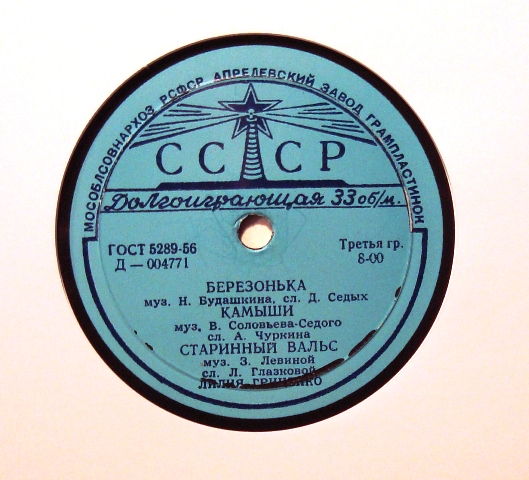 МОСОБЛСОВНАРХОЗ РСФСР АПРЕЛЕВСКИЙ ЗАВОД ГРАМПЛАСТИНОК
СССР
Долгоиграющая 33 об/м.
ГОСТ 5289-56
Третья гр.
Д — 004771
8-00
БЕРЕЗОНЬКА
муз. Н. Будашкина, сл. Д. Седых
КАМЫШИ
муз. В. Соловьева-Седого
сл. А. Чуркина
СТАРИННЫЙ ВАЛЬС
муз. З. Левиной
сл. Л. Глазковой
ЛИЛИЯ ГРИЦЕНКО